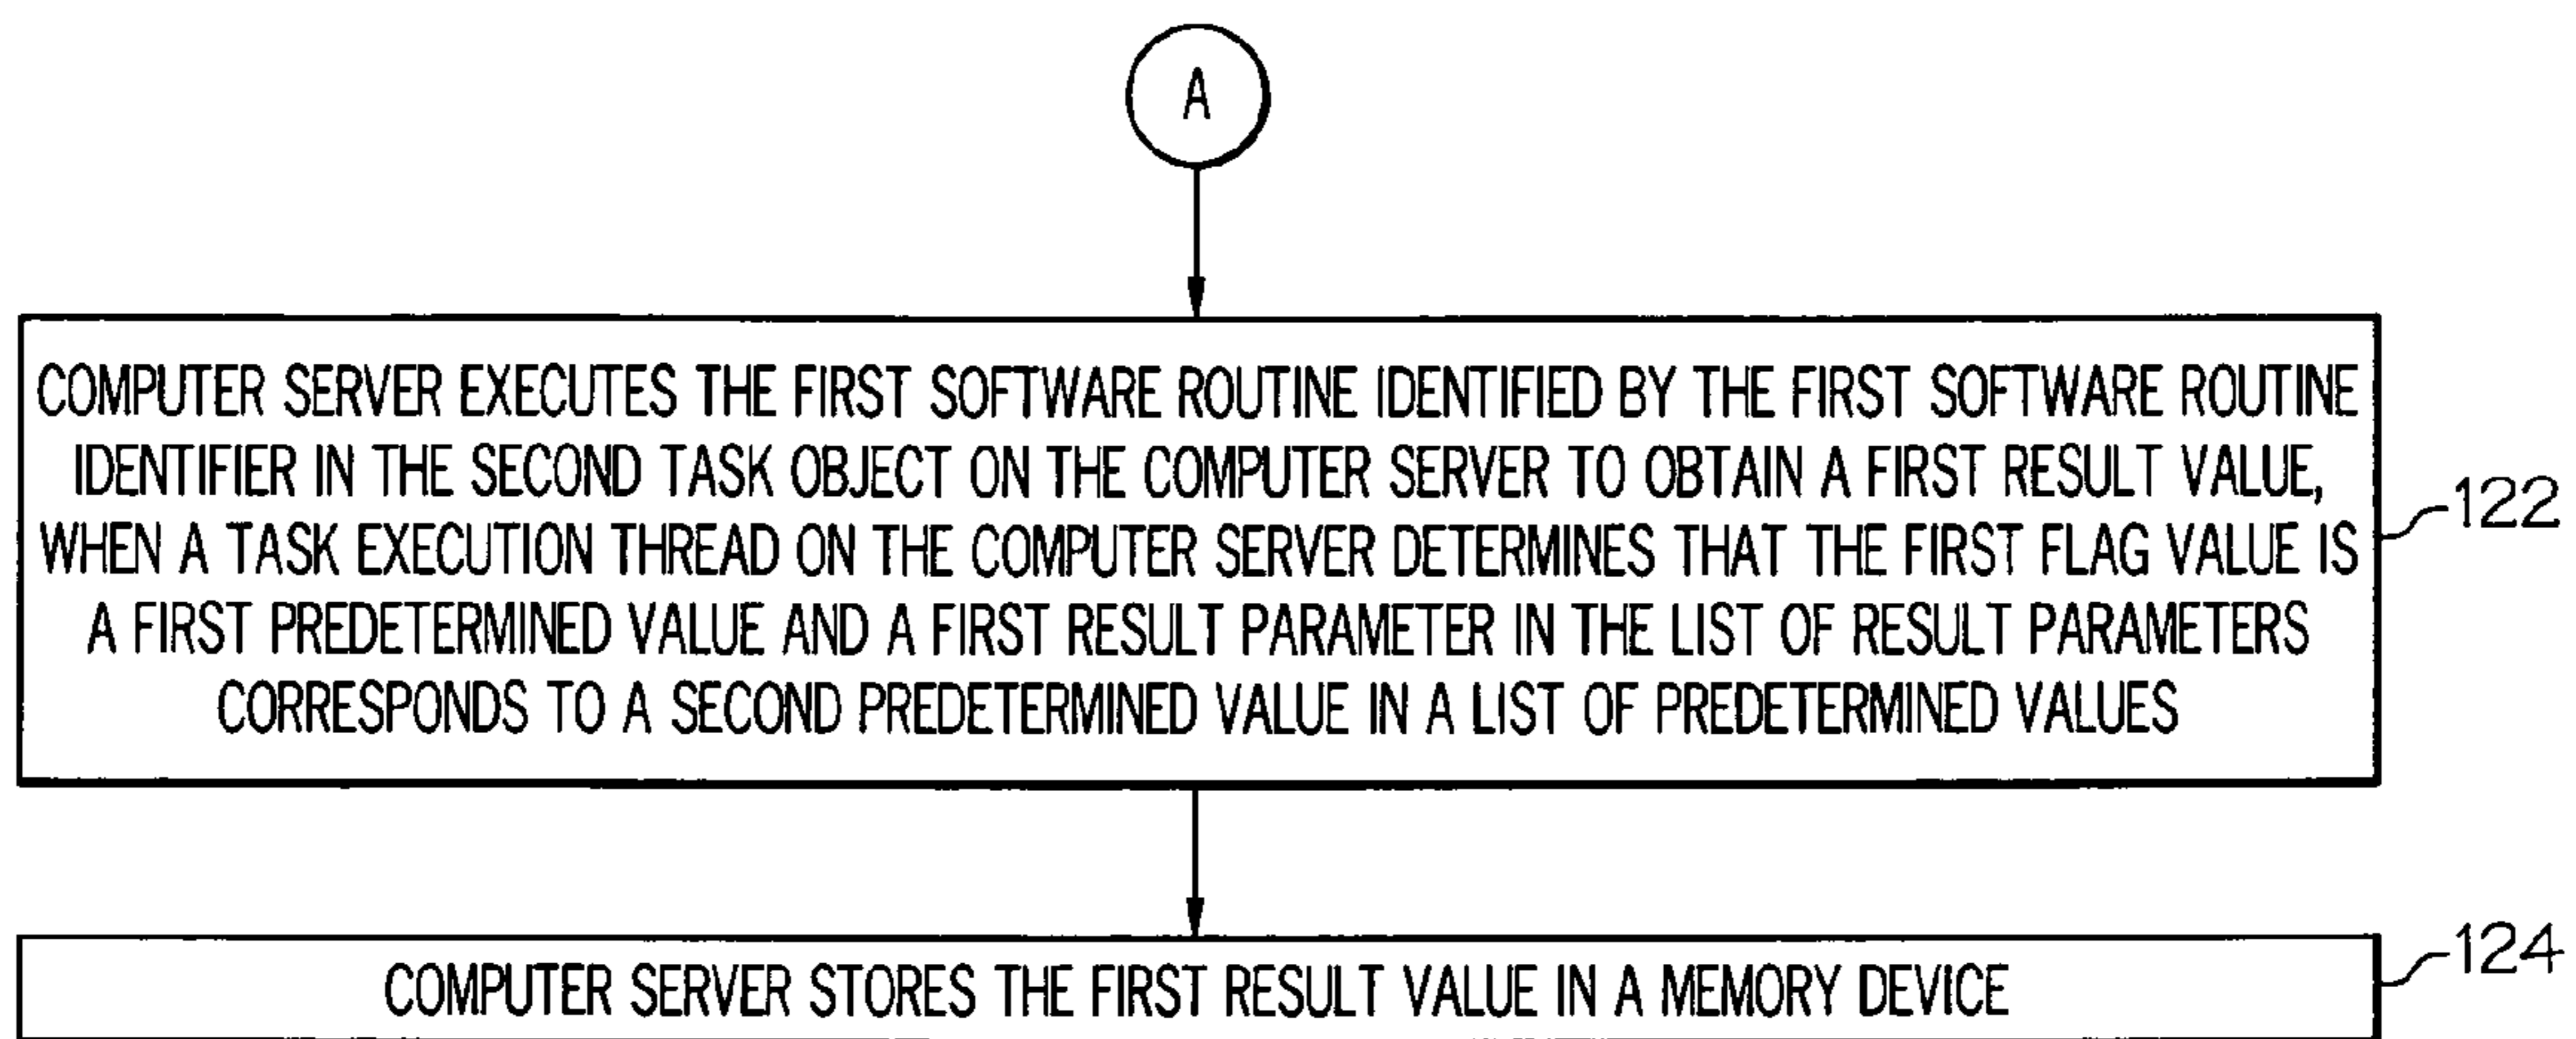 A
COMPUTER SERVER EXECUTES THE FIRST SOFTWARE ROUTINE IDENTIFIED BY THE FIRST SOFTWARE ROUTINE
IDENTIFIER IN THE SECOND TASK OBJECT ON THE COMPUTER SERVER TO OBTAIN A FIRST RESULT VALUE,
WHEN A TASK EXECUTION THREAD ON THE COMPUTER SERVER DETERMINES THAT THE FIRST FLAG VALUE IS
A FIRST PREDETERMINED VALUE AND A FIRST RESULT PARAMETER IN THE LIST OF RESULT PARAMETERS
CORRESPONDS TO A SECOND PREDETERMINED VALUE IN A LIST OF PREDETERMINED VALUES
122
COMPUTER SERVER STORES THE FIRST RESULT VALUE IN A MEMORY DEVICE
124